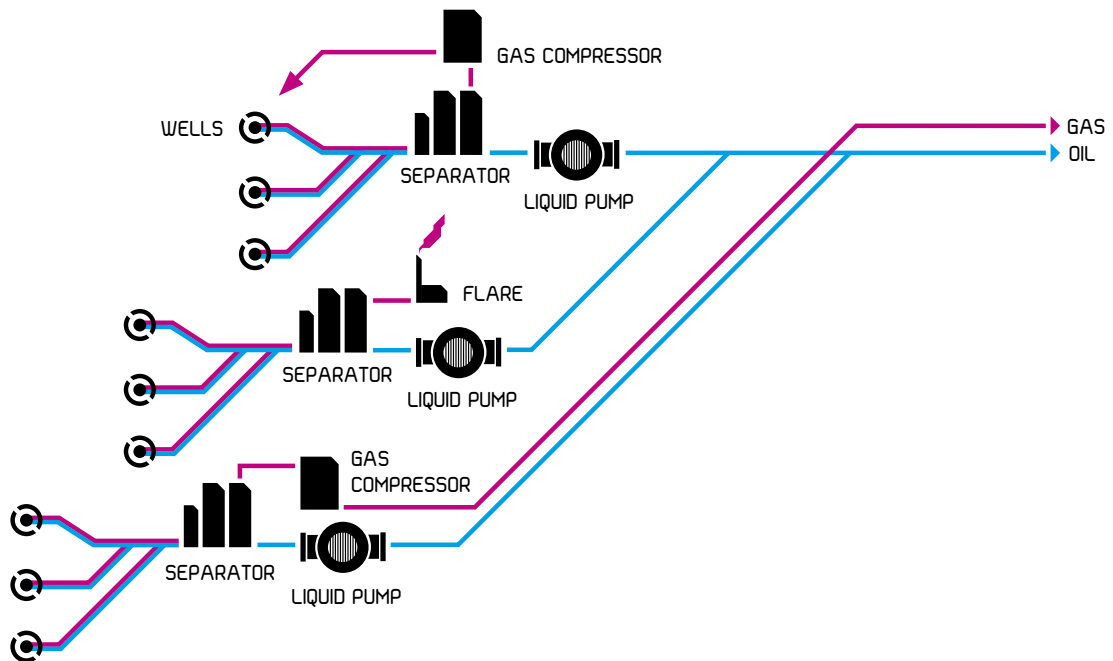 GAS COMPRESSOR
WELLS
GAS
OIL
SEPARATOR
LIQUID PUMP
FLARE
SEPARATOR
LIQUID PUMP
GAS
COMPRESSOR
SEPARATOR
LIQUID PUMP